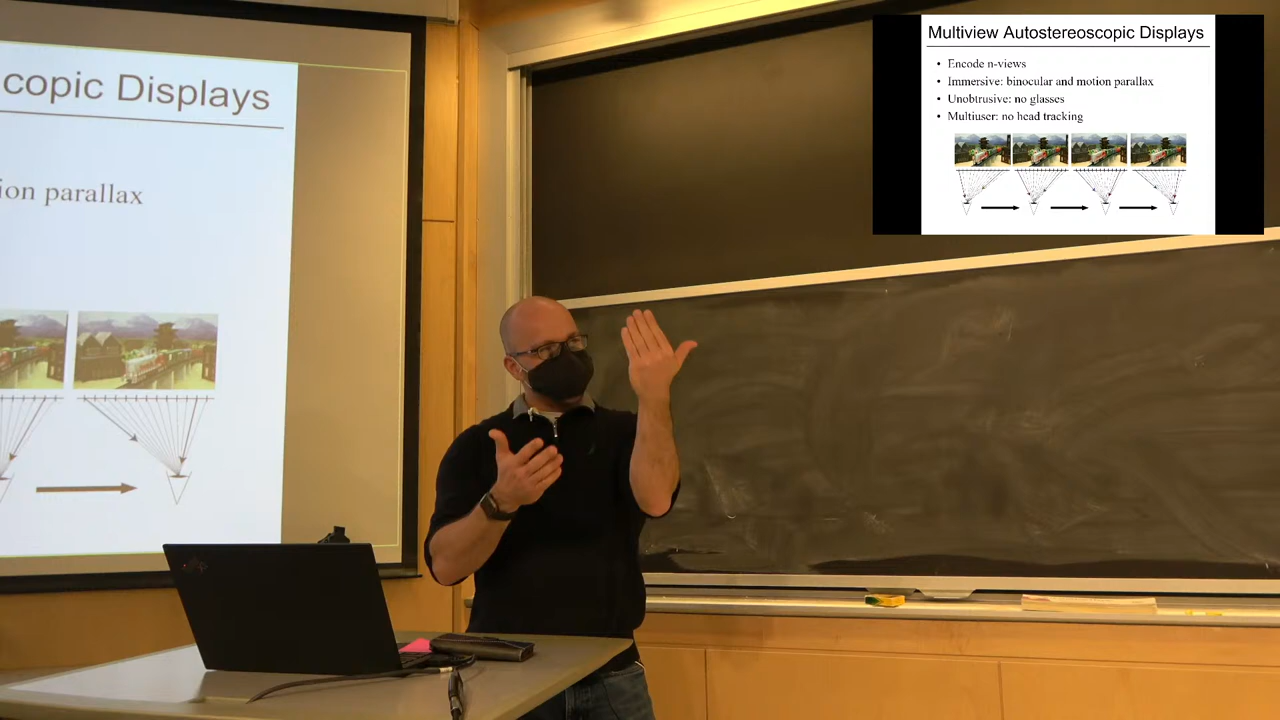 copic Displays
ion parallax
Multiview Autostereoscopic Displays
• Encode n-views
• Immersive: binocular and motion parallax
• Unobtrusive: no glasses
• Multiuser: no head tracking